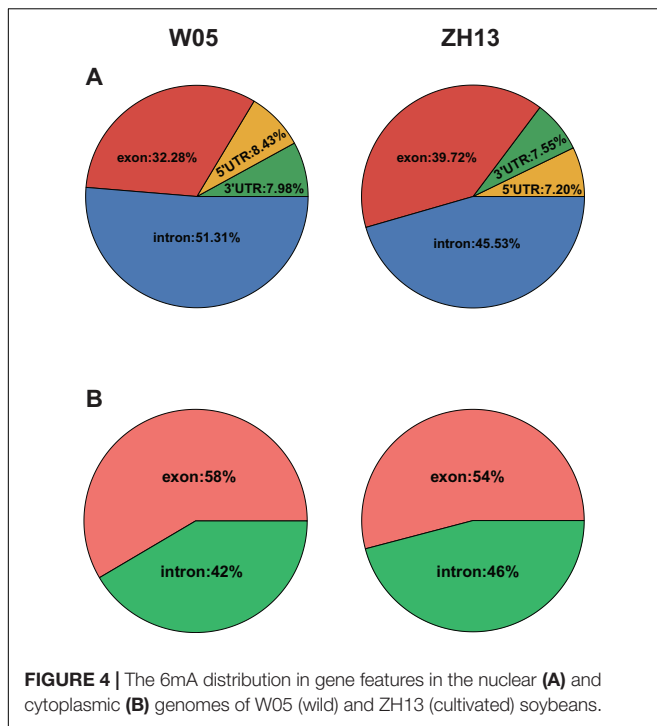 W05 ZH13
A
exon:32.28%
5'UTR:8.43%
3'UTR:7.98%
intron:51.31%
exon:39.72%
3'UTR:7.55%
5'UTR:7.20%
intron:45.53%
B
exon:58%
intron:42%
exon:54%
intron:46%
FIGURE 4 | The 6mA distribution in gene features in the nuclear (A) and
cytoplasmic (B) genomes of W05 (wild) and ZH13 (cultivated) soybeans.